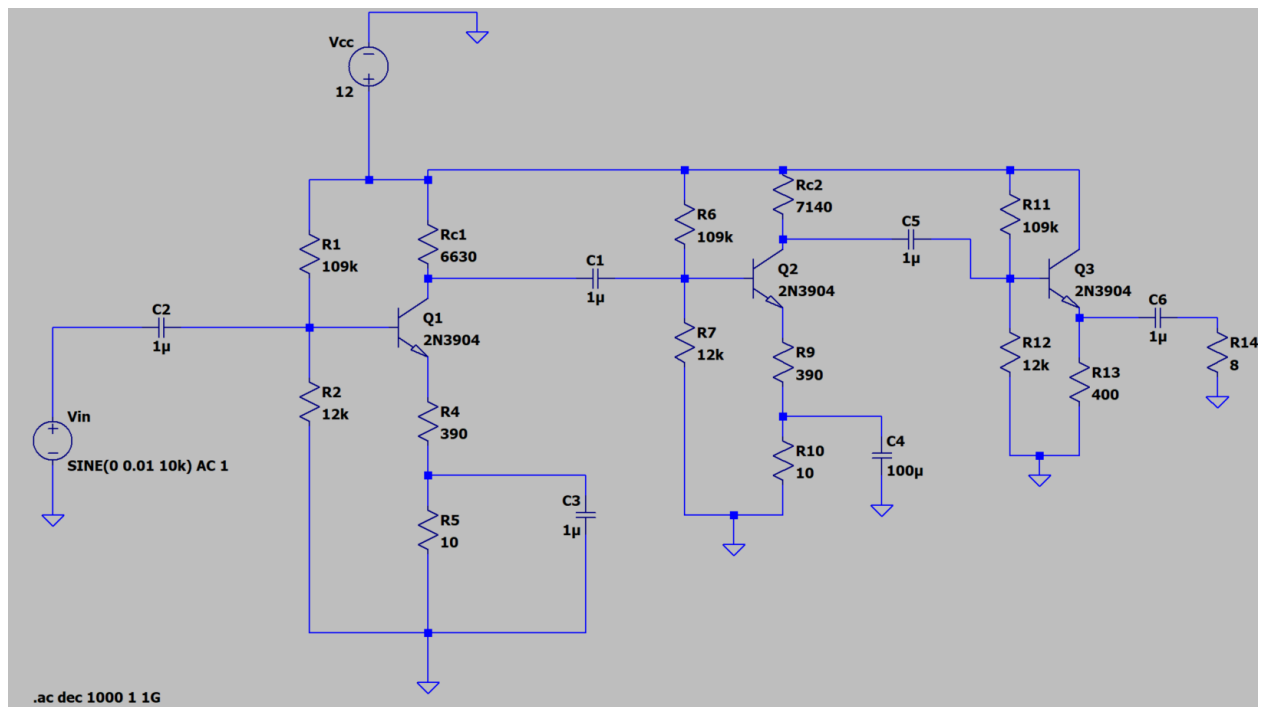 Vcc
12
R1
109k
Rc1
6630
C2
1µ
Q1
2N3904
R2
12k
Vin
SINE(0 0.01 10k) AC 1
R4
390
R5
10
C3
1µ
C1
1µ
R6
109k
R7
12k
Rc2
7140
Q2
2N3904
R9
390
R10
10
C4
100µ
C5
1µ
R11
109k
Q3
2N3904
R12
12k
R13
400
C6
1µ
R14
8
.ac dec 1000 1 1G